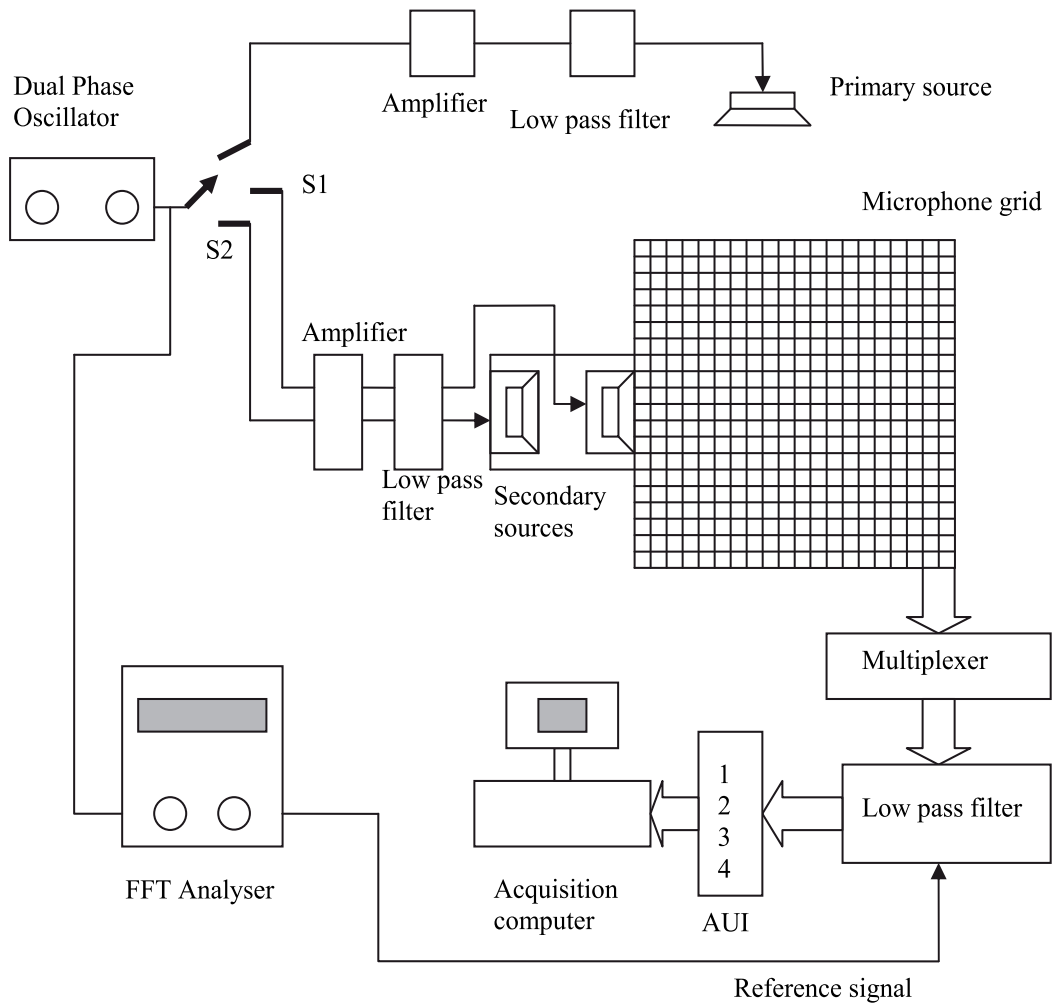 Dual Phase
Oscillator
Amplifier
Low pass filter
Primary source
S1
S2
Microphone grid
Amplifier
Low pass
filter
Secondary
sources
Multiplexer
Low pass filter
1
2
3
4
AUI
Acquisition
computer
FFT Analyser
Reference signal